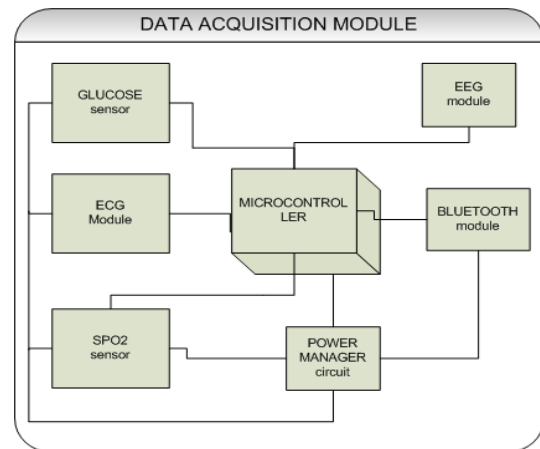 DATA ACQUISITION MODULE
GLUCOSE
sensor
EEG
module
ECG
Module
MICROCONTROL
LER
BLUETOOTH
module
SPO2
sensor
POWER
MANAGER
circuit